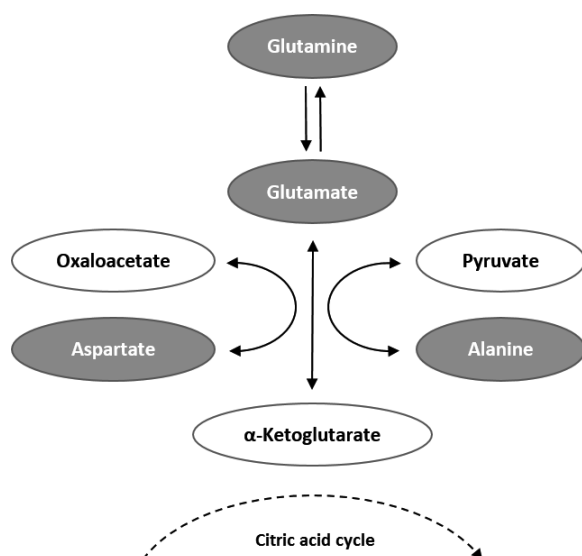 Glutamine
Glutamate
Oxaloacetate
Pyruvate
Aspartate
Alanine
α-Ketoglutarate
Citric acid cycle